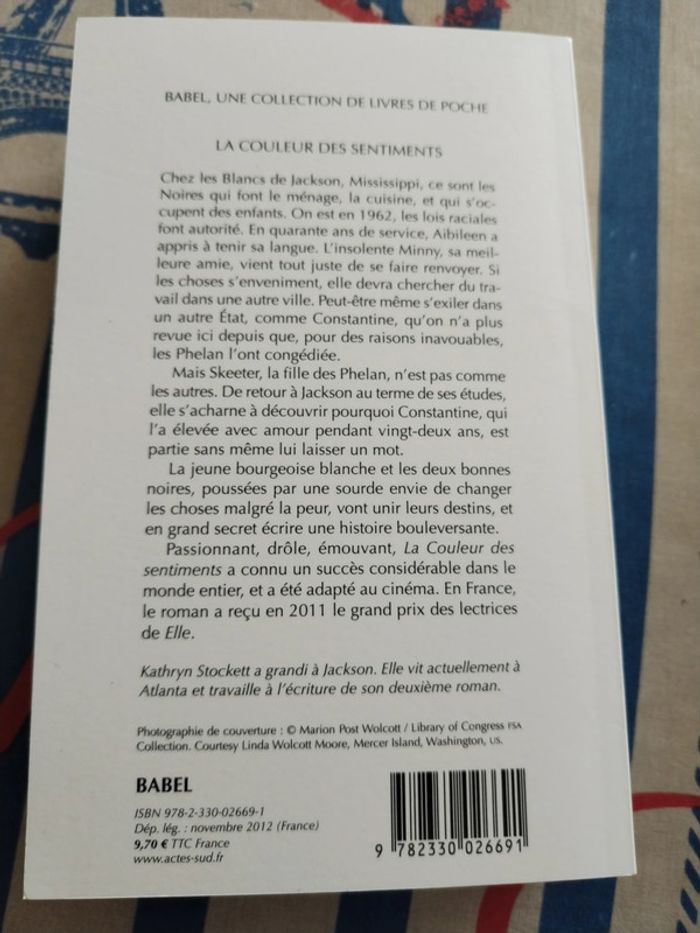 BABEL, UNE COLLECTION DE LIVRES DE POCHE
LA COULEUR DES SENTIMENTS
Chez les Blancs de Jackson, Mississippi, ce sont les
Noires qui font le ménage, la cuisine, et qui s'oc-
cupent des enfants. On est en 1962, les lois raciales
font autorité. En quarante ans de service, Aibileen a
appris à tenir sa langue. L'insolente Minny, sa meil-
leure amie, vient tout juste de se faire renvoyer. Si
les choses s'enveniment, elle devra chercher du tra-
vail dans une autre ville. Peut-être même s'exiler dans
un autre État, comme Constantine, qu'on n'a plus
revue ici depuis que, pour des raisons inavouables,
les Phelan l'ont congédiée.
Mais Skeeter, la fille des Phelan, n'est pas comme
les autres. De retour à Jackson au terme de ses études,
elle s'acharne à découvrir pourquoi Constantine, qui
l'a élevée avec amour pendant vingt-deux ans, est
partie sans même lui laisser un mot.
La jeune bourgeoise blanche et les deux bonnes
noires, poussées par une sourde envie de changer
les choses malgré la peur, vont unir leurs destins, et
en grand secret écrire une histoire bouleversante.
Passionnant, drôle, émouvant, La Couleur des
sentiments a connu un succès considérable dans le
monde entier, et a été adapté au cinéma. En France,
le roman a reçu en 2011 le grand prix des lectrices
de Elle.
Kathryn Stockett a grandi à Jackson. Elle vit actuellement à
Atlanta et travaille à l'écriture de son deuxième roman.
Photographie de couverture : © Marion Post Wolcott / Library of Congress FSA
Collection. Courtesy Linda Wolcott Moore, Mercer Island, Washington, US.
BABEL
ISBN 978-2-330-02669-1
Dép. lég. : novembre 2012 (France)
9,70 € TTC France
www.actes-sud.fr
9 782330 026691